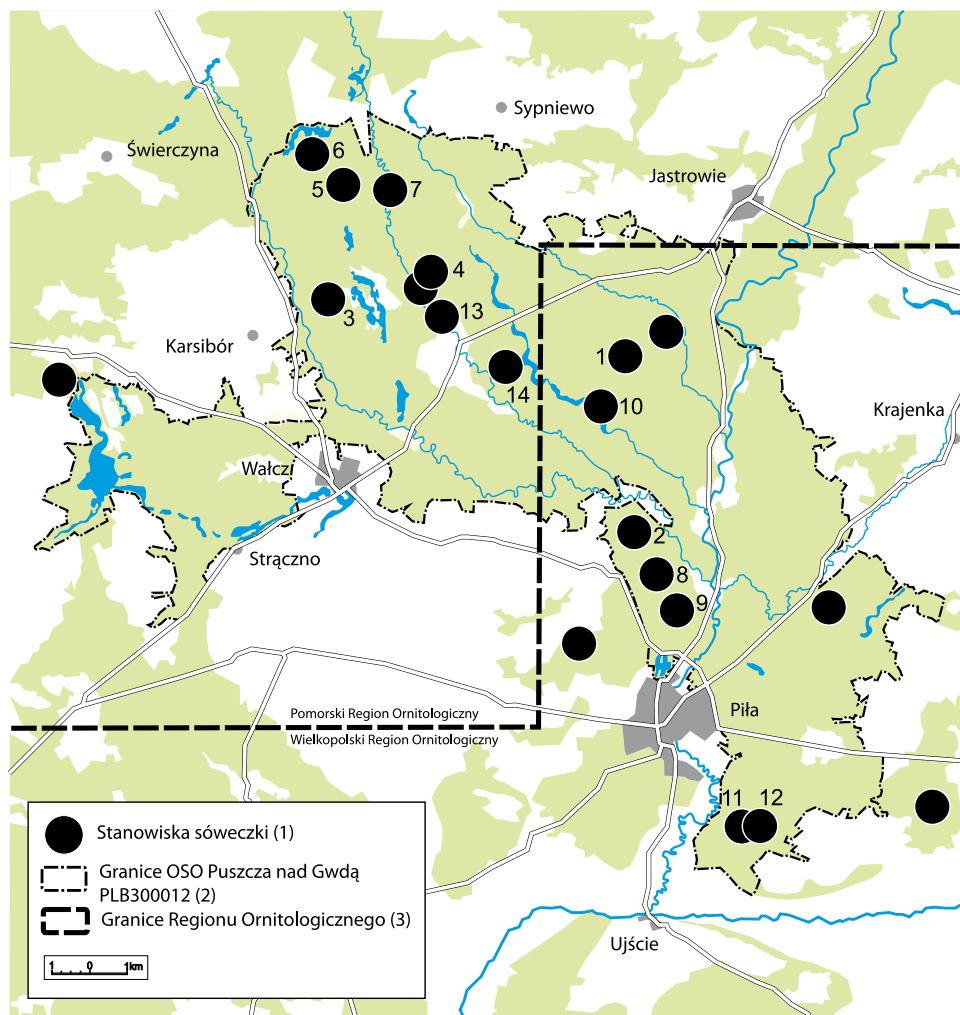 Sypniewo
Świerczyna
6
5
7
Jastrowie
4
3
13
Karsibór
1
14
10
Krajenka
Wałcz
2
Strączno
8
9
Piła
Pomorski Region Ornitologiczny
Wielkopolski Region Ornitologiczny
11
12
Stanowiska sóweczki (1)
Granice OSO Puszcza nad Gwdą
PLB300012 (2)
Granice Regionu Ornitologicznego (3)
Ujście
1 0 1km